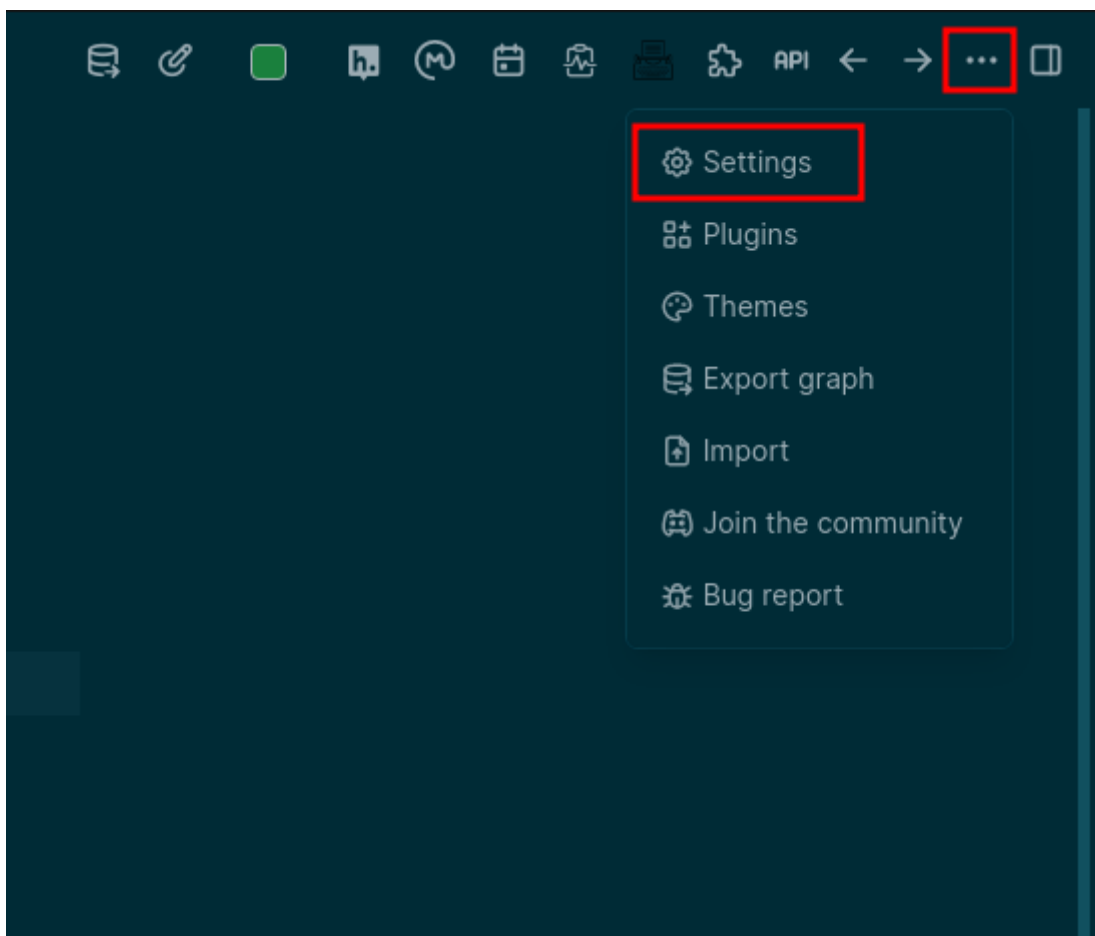 h.
API
Settings
Plugins
Themes
Export graph
Import
Join the community
Bug report